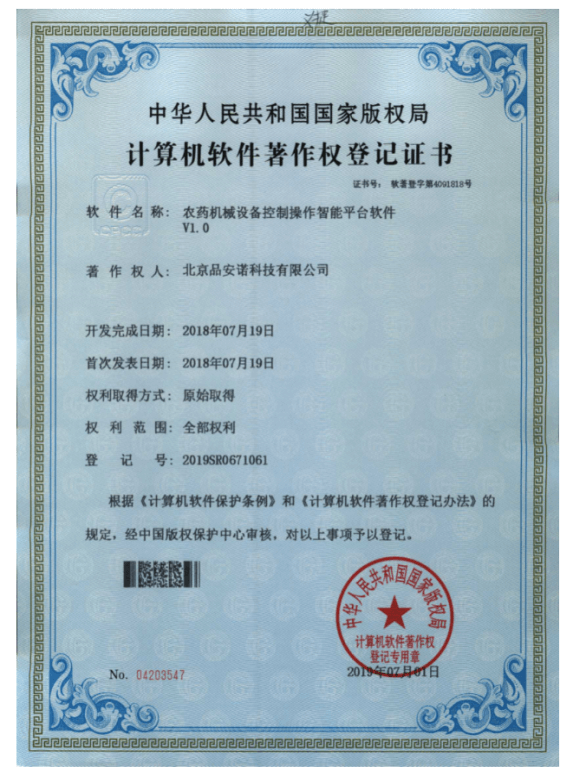 中华人民共和国国家版权局
计算机软件著作权登记证书
证书号： 软著登字第4091818号
软件名称： 农药机械设备控制操作智能平台软件
V1.0
著作权人： 北京品安诺科技有限公司
开发完成日期： 2018年07月19日
首次发表日期： 2018年07月19日
权利取得方式： 原始取得
权利范围： 全部权利
登记号： 2019SR0671061
根据《计算机软件保护条例》和《计算机软件著作权登记办法》的
规定，经中国版权保护中心审核，对以上事项予以登记。
中华人民共和国国家版权局
计算机软件著作权
登记专用章
No. 04203547
2019年07月01日